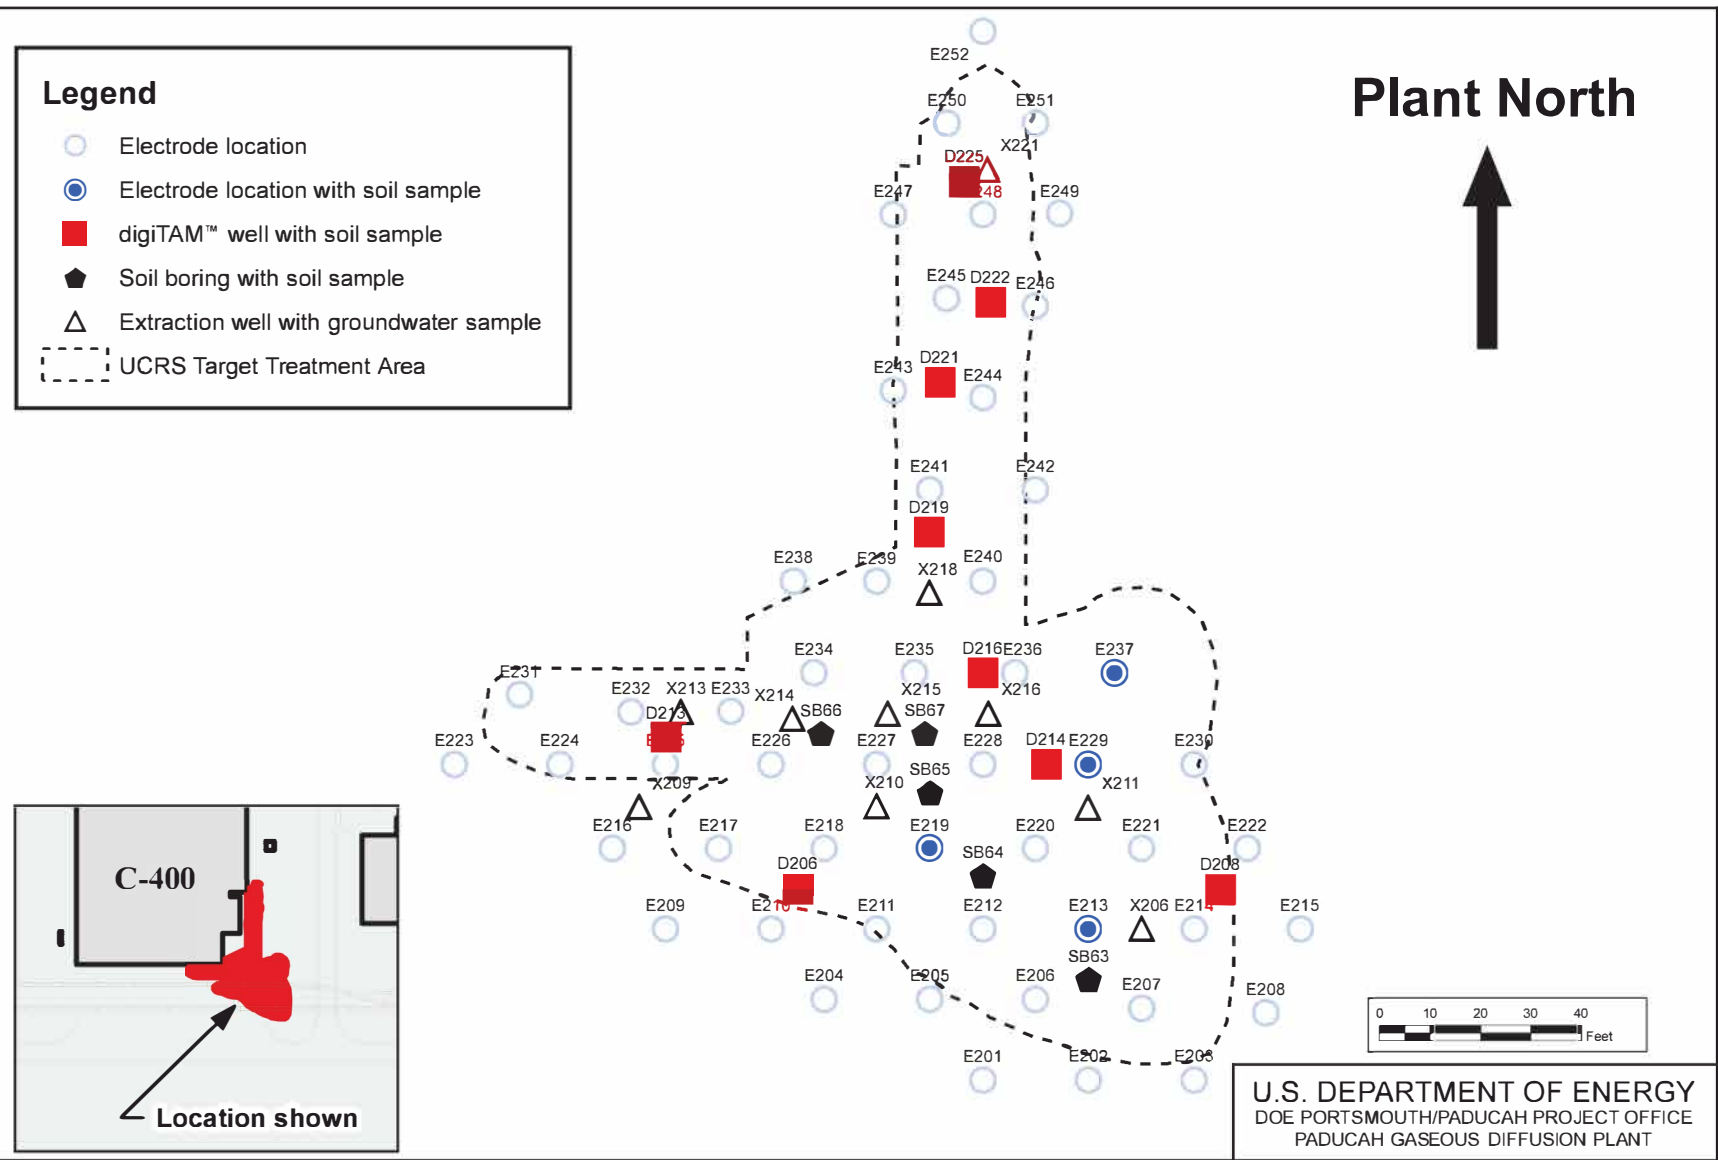 Legend
Electrode location
Electrode location with soil sample
digiTAM™ well with soil sample
Soil boring with soil sample
Extraction well with groundwater sample
UCRS Target Treatment Area
Plant North
E252
E250 E251
X221
D225
E247 248 E249
E245 D222 E246
D221
E243 E244
E241 E242
D219
E238 E239 E240
X218
E234 E235 D216 E236 E237
E231
E232 X213 E233 X214 X215 X216
D213 SB66 SB67
E223 E224 E226 E227 E228 D214 E229 E230
SB65
X209 X210 X211
E216 E217 E218 E219 E220 E221 E222
SB64
D206 D208
E209 E210 E211 E212 E213 X206 E214 E215
SB63
E204 E205 E206 E207 E208
E201 E202 E203
C-400
Location shown
0 10 20 30 40
Feet
U.S. DEPARTMENT OF ENERGY
DOE PORTSMOUTH/PADUCAH PROJECT OFFICE
PADUCAH GASEOUS DIFFUSION PLANT